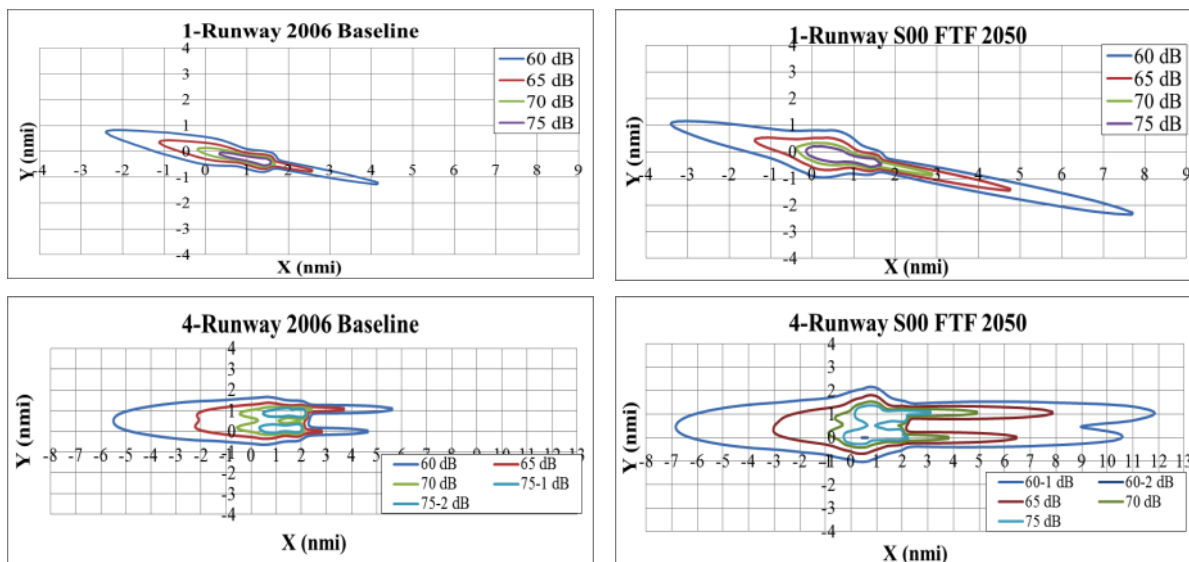 1-Runway 2006 Baseline
60 dB
65 dB
70 dB
75 dB
Y (nmi)
4
3
2
1
0
-1
-2
-3
-4
-4 -3 -2 -1 0 1 2 3 4 5 6 7 8 9
X (nmi)
1-Runway S00 FTF 2050
60 dB
65 dB
70 dB
75 dB
Y (nmi)
4
3
2
1
0
-1
-2
-3
-4
-4 -3 -2 -1 0 1 2 3 4 5 6 7 8 9
X (nmi)
4-Runway 2006 Baseline
Y (nmi)
4
3
2
1
0
-1
-2
-3
-4
-8 -7 -6 -5 -4 -3 -2 -1 0 1 2 3 4 5 6 7 8 9 10 11 12 13
60 dB 65 dB
70 dB 75-1 dB
75-2 dB
X (nmi)
4-Runway S00 FTF 2050
Y (nmi)
4
3
2
1
0
-1
-2
-3
-4
-8 -7 -6 -5 -4 -3 -2 -1 0 1 2 3 4 5 6 7 8 9 10 11 12 13
60-1 dB 60-2 dB
65 dB 70 dB
75 dB
X (nmi)